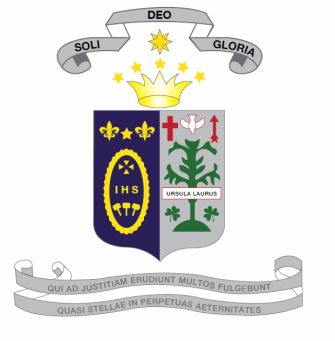 SOLI DEO GLORIA
IHS
URSULA LAURUS
QUI AD JUSTITIAM ERUDIUNT MULTOS FULGEBUNT
QUASI STELLAE IN PERPETUAS AETERNITATES